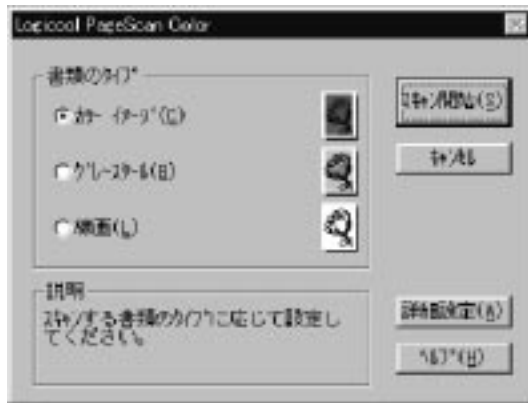 Logicool PageScan Color
書類のタイプ
カラー イメージ(C)
グレースケール(B)
線画(L)
スキャン開始(S)
キャンセル
説明
スキャンする書類のタイプに応じて設定し
てください。
詳細設定(A)
ヘルプ(H)